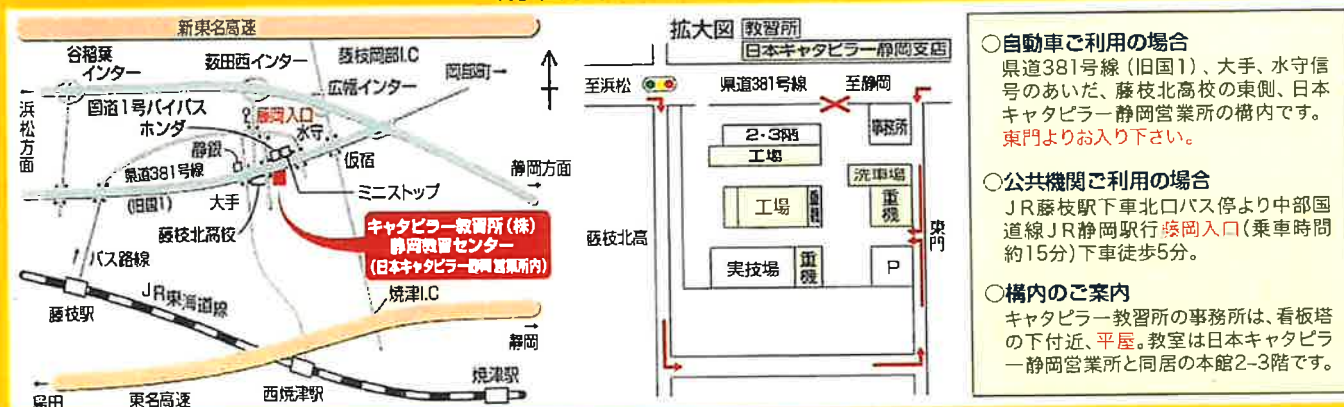 新東名高速
谷稲葉
インター
薮田西インター
藤枝岡部I.C
岡部町→
広幡インター
国道1号バイパス
ホンダ
藤岡入口
水守
←浜松方面
静銀
仮宿
県道381号線
(旧国1)
大手
ミニストップ
静岡方面
→
藤枝北高校
キャタピラー教習所(株)
静岡教習センター
(日本キャタピラー静岡営業所内)
バス路線
JR東海道線
焼津I.C
藤枝駅
→
静岡
西焼津駅
焼津駅
←
島田
東名高速
拡大図 教習所
日本キャタピラー静岡支店
至浜松
県道381号線
至静岡
事務所
2・3階
工場
洗車場
工場
重機
重機
藤枝北高
東門
実技場
重機
P
○自動車ご利用の場合
県道381号線(旧国1)、大手、水守信
号のあいだ、藤枝北高校の東側、日本
キャタピラー静岡営業所の構内です。
東門よりお入り下さい。
○公共機関ご利用の場合
JR藤枝駅下車北口バス停より中部国
道線JR静岡駅行藤岡入口(乗車時間
約15分)下車徒歩5分。
○構内のご案内
キャタピラー教習所の事務所は、看板塔
の下付近、平屋。教室は日本キャタピラ
ー静岡営業所と同居の本館2~3階です。